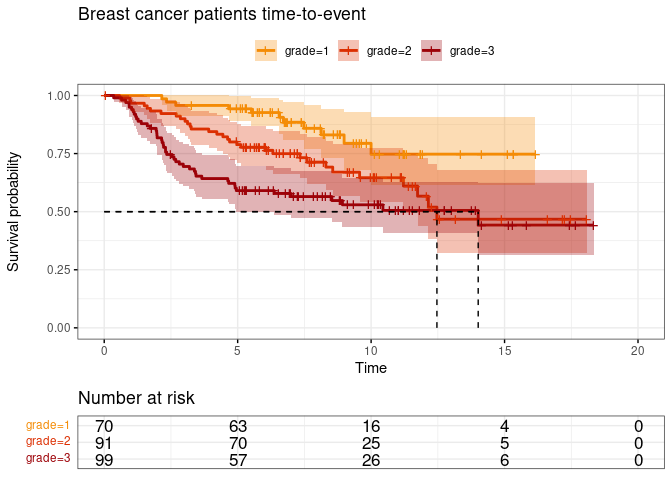 Breast cancer patients time-to-event
grade=1 grade=2 grade=3
Survival probability
1.00
0.75
0.50
0.25
0.00
0 5 10 15 20
Time
Number at risk
grade=1 70 63 16 4 0
grade=2 91 70 25 5 0
grade=3 99 57 26 6 0